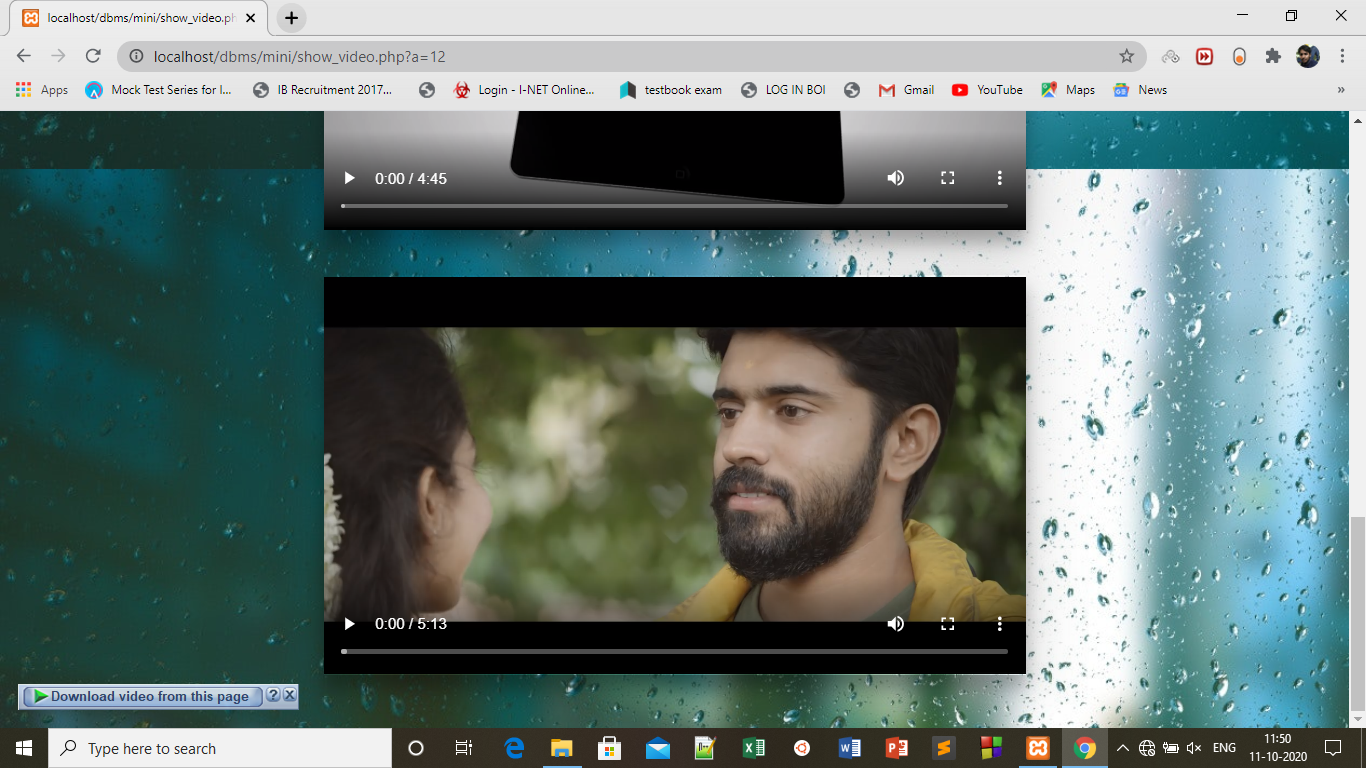 localhost/dbms/mini/show_video.ph
localhost/dbms/mini/show_video.php?a=12
Apps
Mock Test Series for I...
IB Recruitment 2017...
Login - I-NET Online...
testbook exam
LOG IN BOI
Gmail
YouTube
Maps
News
»
0:00 / 4:45
0:00 / 5:13
Download video from this page
?
Type here to search
ENG
11:50
11-10-2020